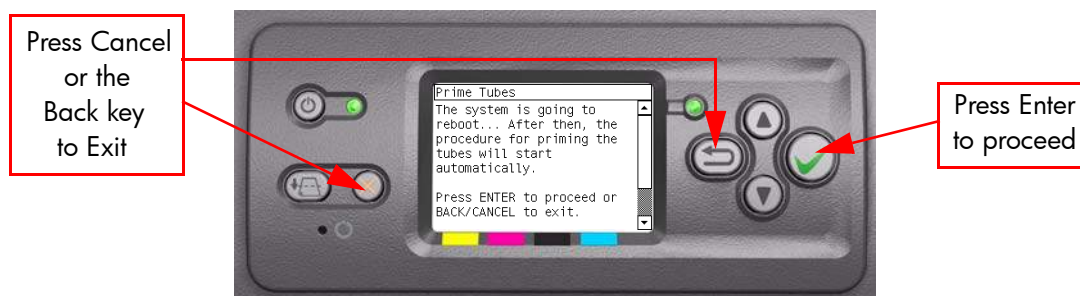 Press Cancel
or the
Back key
to Exit
Prime Tubes
The system is going to
reboot... After then, the
procedure for priming the
tubes will start
automatically.
Press ENTER to proceed or
BACK/CANCEL to exit.
Press Enter
to proceed